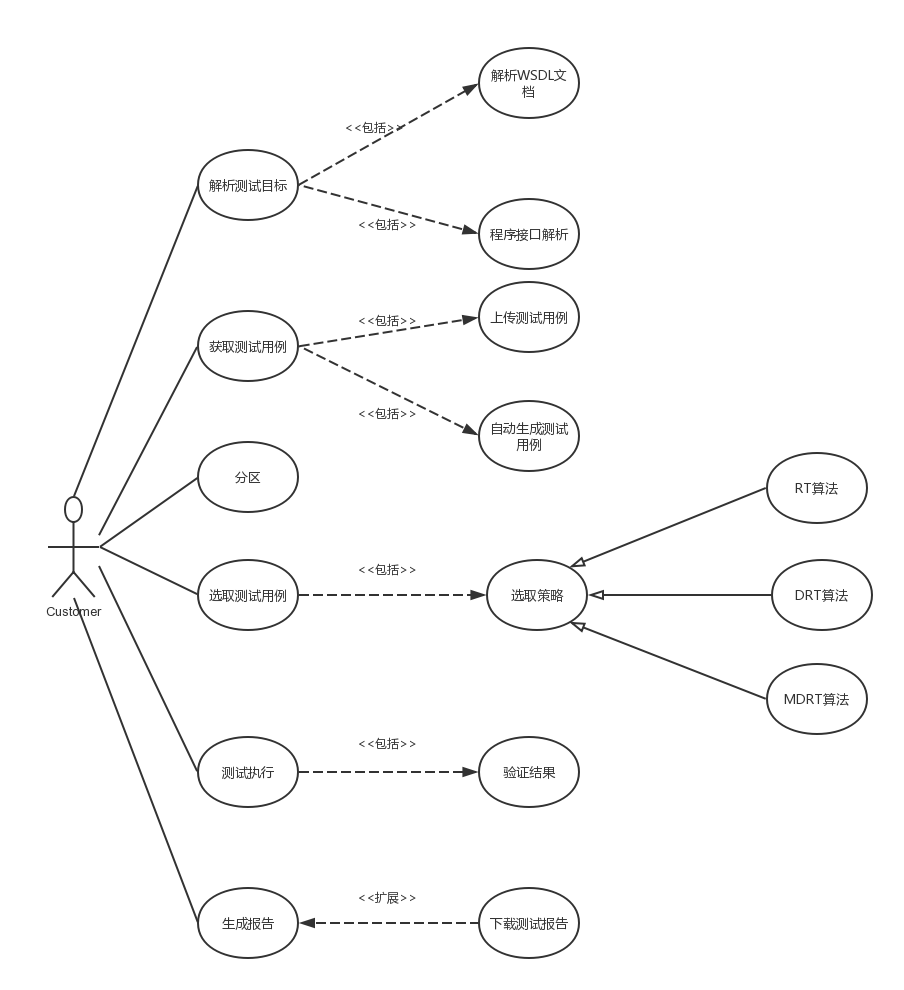 解析WSDL文
档
<<包括>>
解析测试目标
<<包括>>
程序接口解析
<<包括>>
上传测试用例
获取测试用例
<<包括>>
自动生成测试
用例
分区
RT算法
<<包括>>
选取测试用例
选取策略
DRT算法
Customer
MDRT算法
<<包括>>
测试执行
验证结果
<<扩展>>
生成报告
下载测试报告